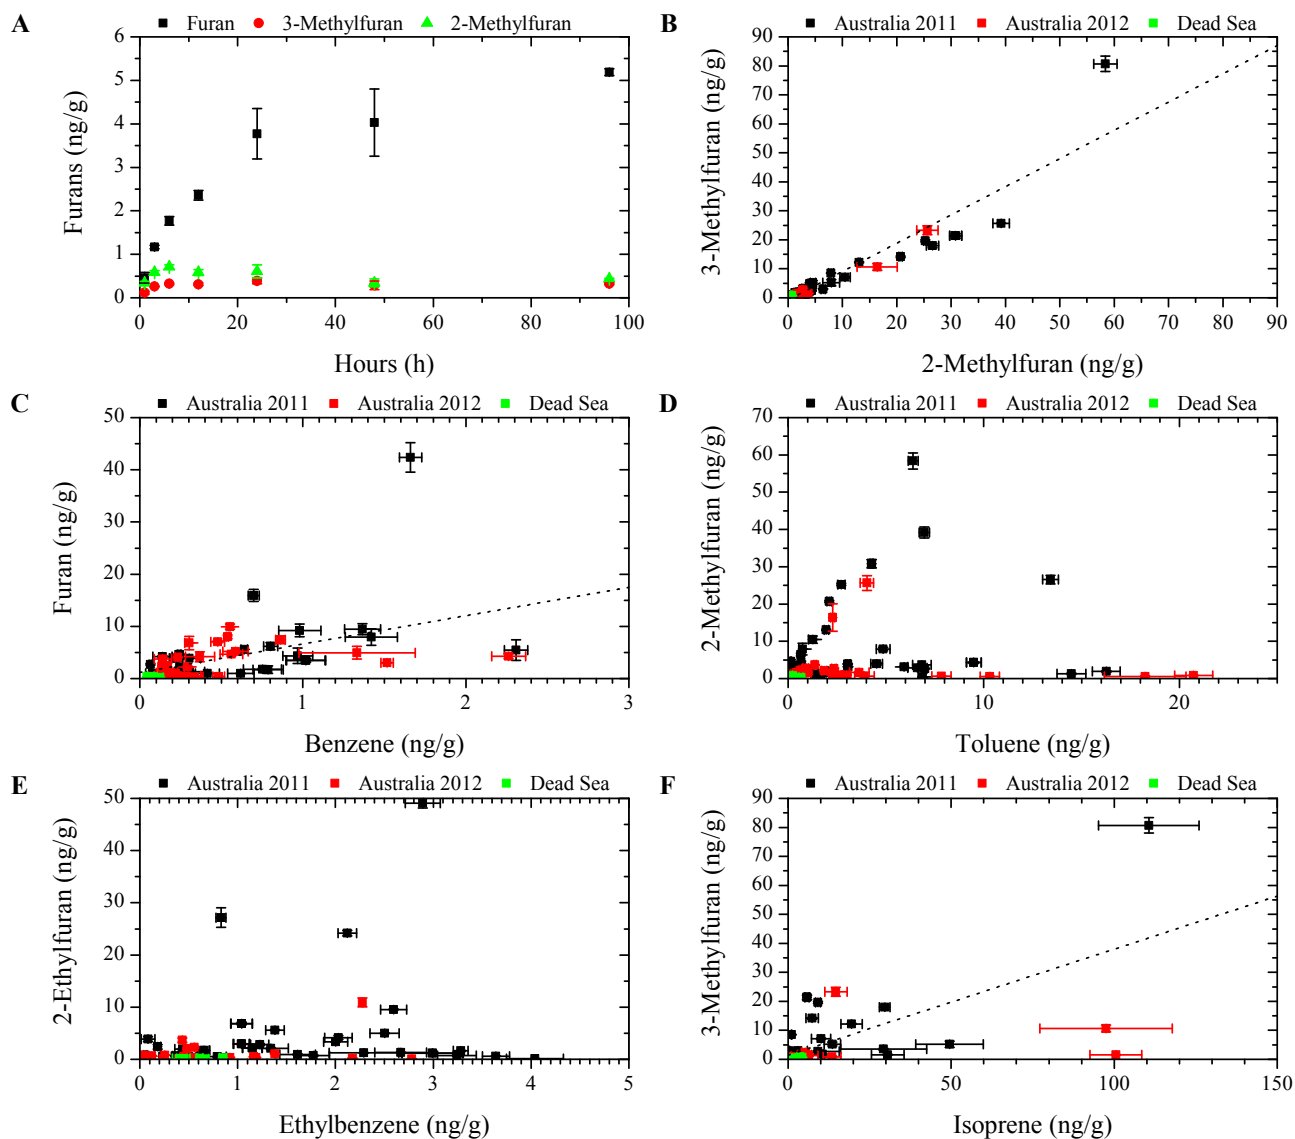 A
Furan 3-Methylfuran 2-Methylfuran
6
5
4
3
2
1
0
Furans (ng/g)
0 20 40 60 80 100
Hours (h)
B
Australia 2011 Australia 2012 Dead Sea
90
80
70
60
50
40
30
20
10
0
3-Methylfuran (ng/g)
0 10 20 30 40 50 60 70 80 90
2-Methylfuran (ng/g)
C
Australia 2011 Australia 2012 Dead Sea
50
40
30
20
10
0
Furan (ng/g)
0 1 2 3
Benzene (ng/g)
D
Australia 2011 Australia 2012 Dead Sea
70
60
50
40
30
20
10
0
2-Methylfuran (ng/g)
0 10 20
Toluene (ng/g)
E
Australia 2011 Australia 2012 Dead Sea
50
40
30
20
10
0
2-Ethylfuran (ng/g)
0 1 2 3 4 5
Ethylbenzene (ng/g)
F
Australia 2011 Australia 2012 Dead Sea
90
80
70
60
50
40
30
20
10
0
3-Methylfuran (ng/g)
0 50 100 150
Isoprene (ng/g)